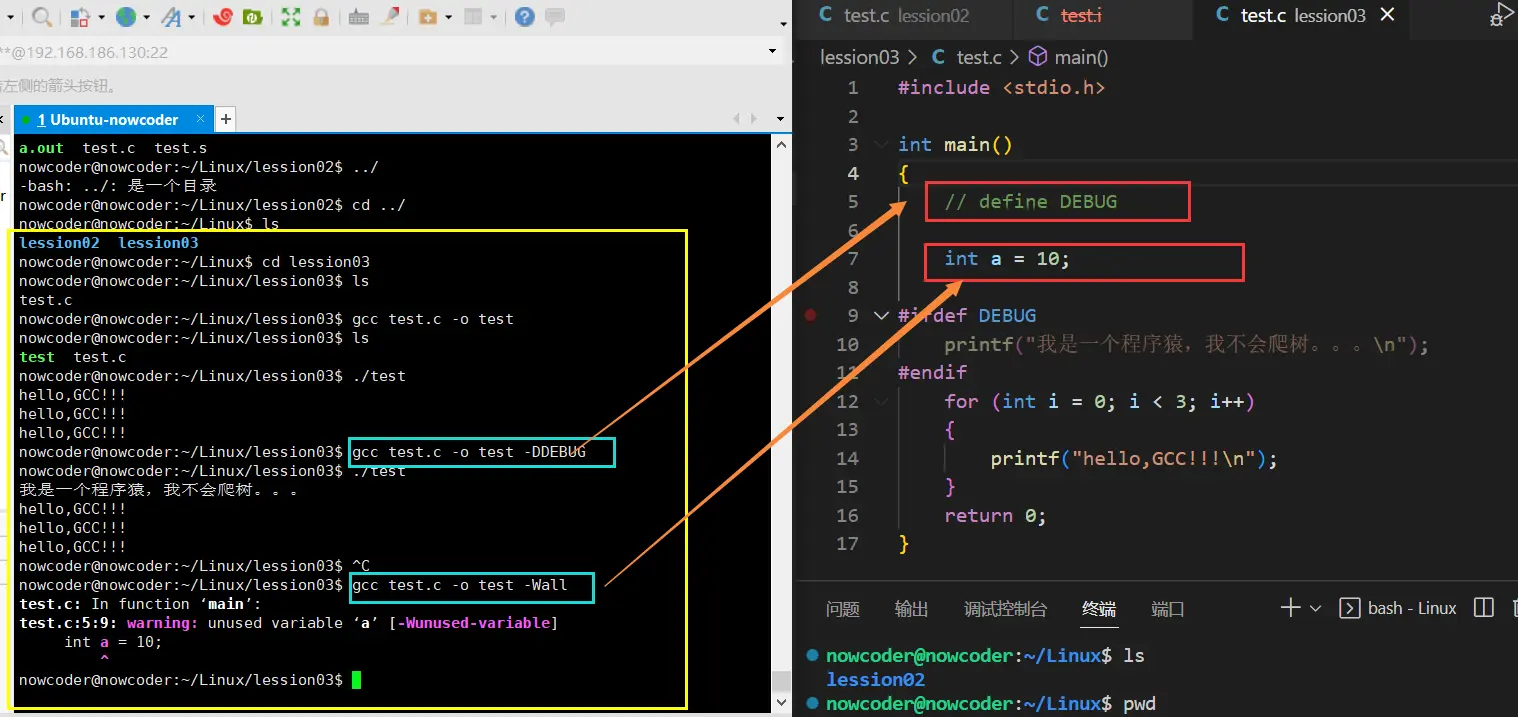 **@192.168.186.130:22
左侧的箭头按钮。
1 Ubuntu-nowcoder
a.out test.c test.s
nowcoder@nowcoder:~/Linux/lession02$ ../
-bash: ../: 是一个目录
nowcoder@nowcoder:~/Linux/lession02$ cd ../
nowcoder@nowcoder:~/Linux$ ls
lession02 lession03
nowcoder@nowcoder:~/Linux$ cd lession03
nowcoder@nowcoder:~/Linux/lession03$ ls
test.c
nowcoder@nowcoder:~/Linux/lession03$ gcc test.c -o test
nowcoder@nowcoder:~/Linux/lession03$ ls
test test.c
nowcoder@nowcoder:~/Linux/lession03$ ./test
hello,GCC!!!
hello,GCC!!!
hello,GCC!!!
nowcoder@nowcoder:~/Linux/lession03$ gcc test.c -o test -DDEBUG
nowcoder@nowcoder:~/Linux/lession03$ ./test
我是一个程序猿，我不会爬树。。。
hello,GCC!!!
hello,GCC!!!
hello,GCC!!!
nowcoder@nowcoder:~/Linux/lession03$ ^C
nowcoder@nowcoder:~/Linux/lession03$ gcc test.c -o test -Wall
test.c: In function ‘main’:
test.c:5:9: warning: unused variable ‘a’ [-Wunused-variable]
int a = 10;
^
nowcoder@nowcoder:~/Linux/lession03$
C test.c lession02
C test.i
C test.c lession03
lession03 > C test.c > main()
1 #include <stdio.h>
2
3 int main()
4 {
5 // define DEBUG
6
7 int a = 10;
8
9 #ifdef DEBUG
10 printf("我是一个程序猿，我不会爬树。。。\n");
11 #endif
12 for (int i = 0; i < 3; i++)
13 {
14 printf("hello,GCC!!!\n");
15 }
16 return 0;
17 }
问题 输出 调试控制台 终端 端口 bash - Linux
nowcoder@nowcoder:~/Linux$ ls
lession02
nowcoder@nowcoder:~/Linux$ pwd